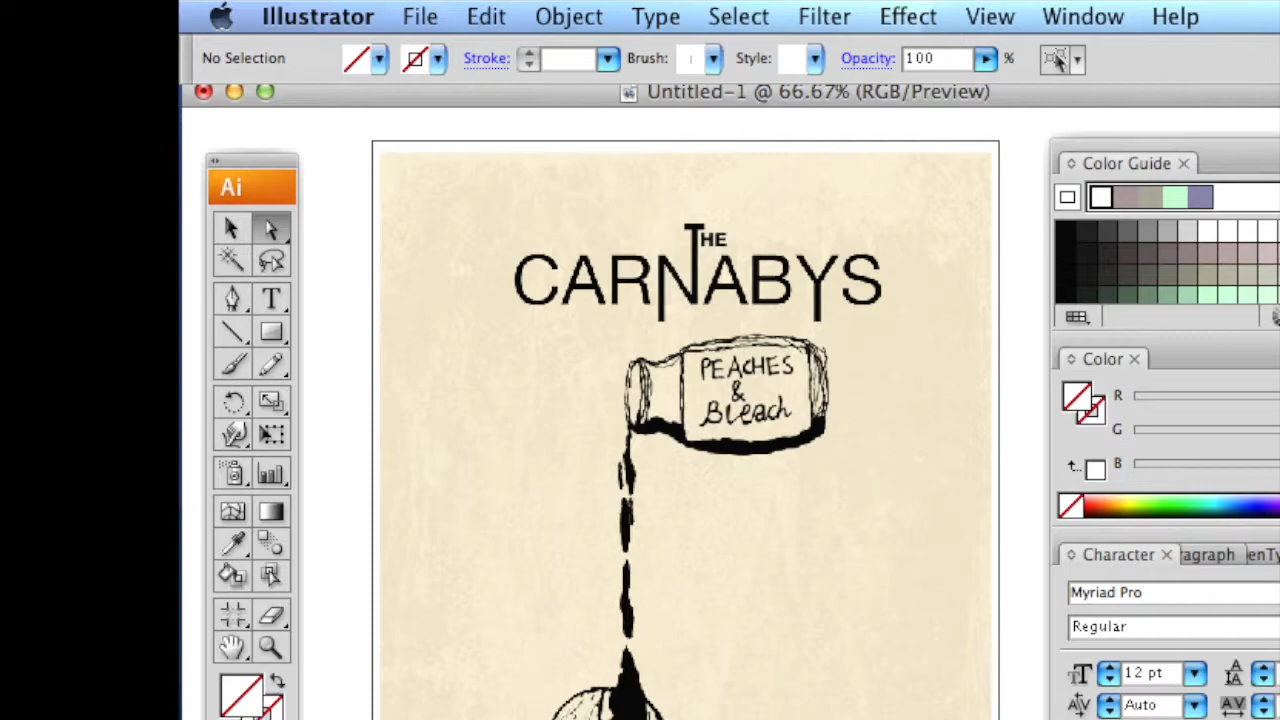 Illustrator File Edit Object Type Select Filter Effect View Window Help
No Selection Stroke: Brush: Style: Opacity: 100 %
Untitled-1 @ 66.67% (RGB/Preview)
Ai
Color Guide
THE
CARNABYS
PEACHES
&
Bleach
Color
R
G
B
Character aragraph enTy
Myriad Pro
Regular
12 pt
Auto